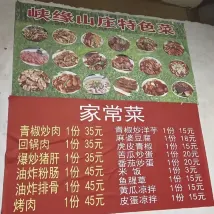 峡缘山庄特色菜
家常菜
青椒炒肉 1份 35元
回锅肉 1份 35元
爆炒猪肝 1份 35元
油炸粉肠 1份 45元
油炸排骨 1份 45元
烤肉 1份 45元
青椒炒洋芋 1份 15元
麻婆豆腐 1份 18元
虎皮青椒 1份 15元
苦瓜炒蛋 1份 20元
番茄炒蛋 1份 20元
米饭 1份 3元
鱼腥草 1份 15元
黄瓜凉拌 1份 15元
皮蛋凉拌 1份